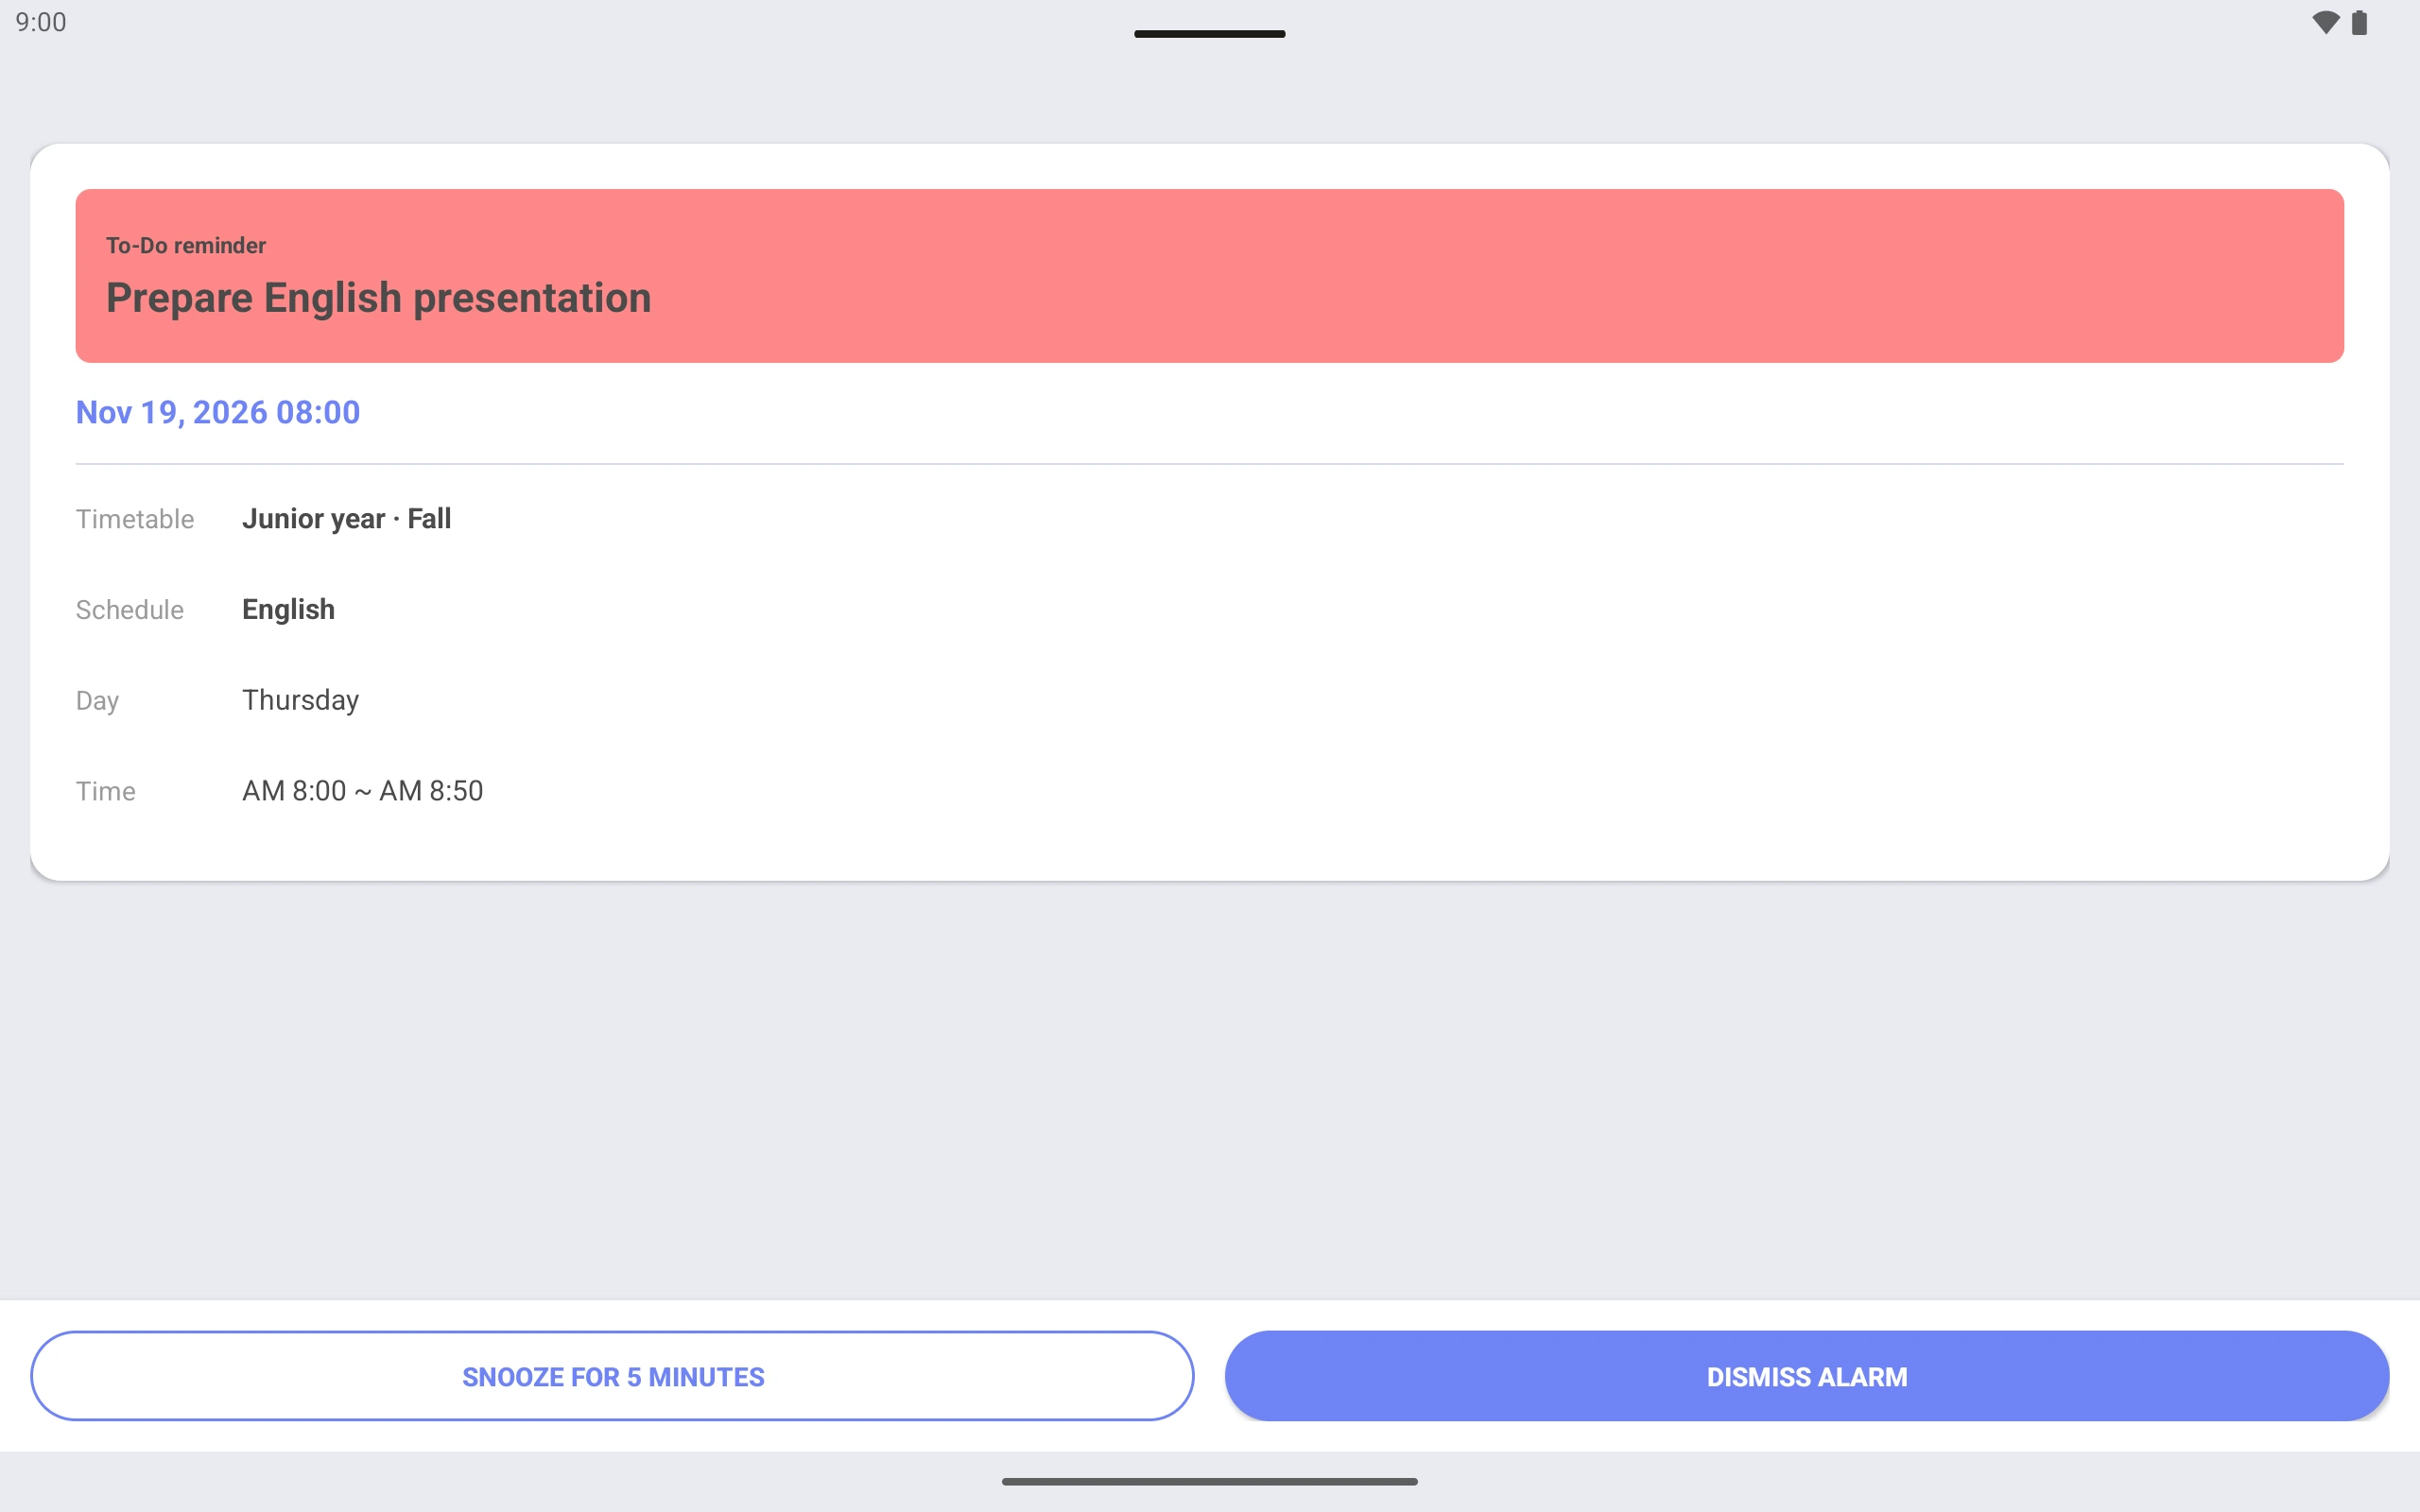 9:00
To-Do reminder
Prepare English presentation
Nov 19, 2026 08:00
Timetable Junior year · Fall
Schedule English
Day Thursday
Time AM 8:00 ~ AM 8:50
SNOOZE FOR 5 MINUTES DISMISS ALARM